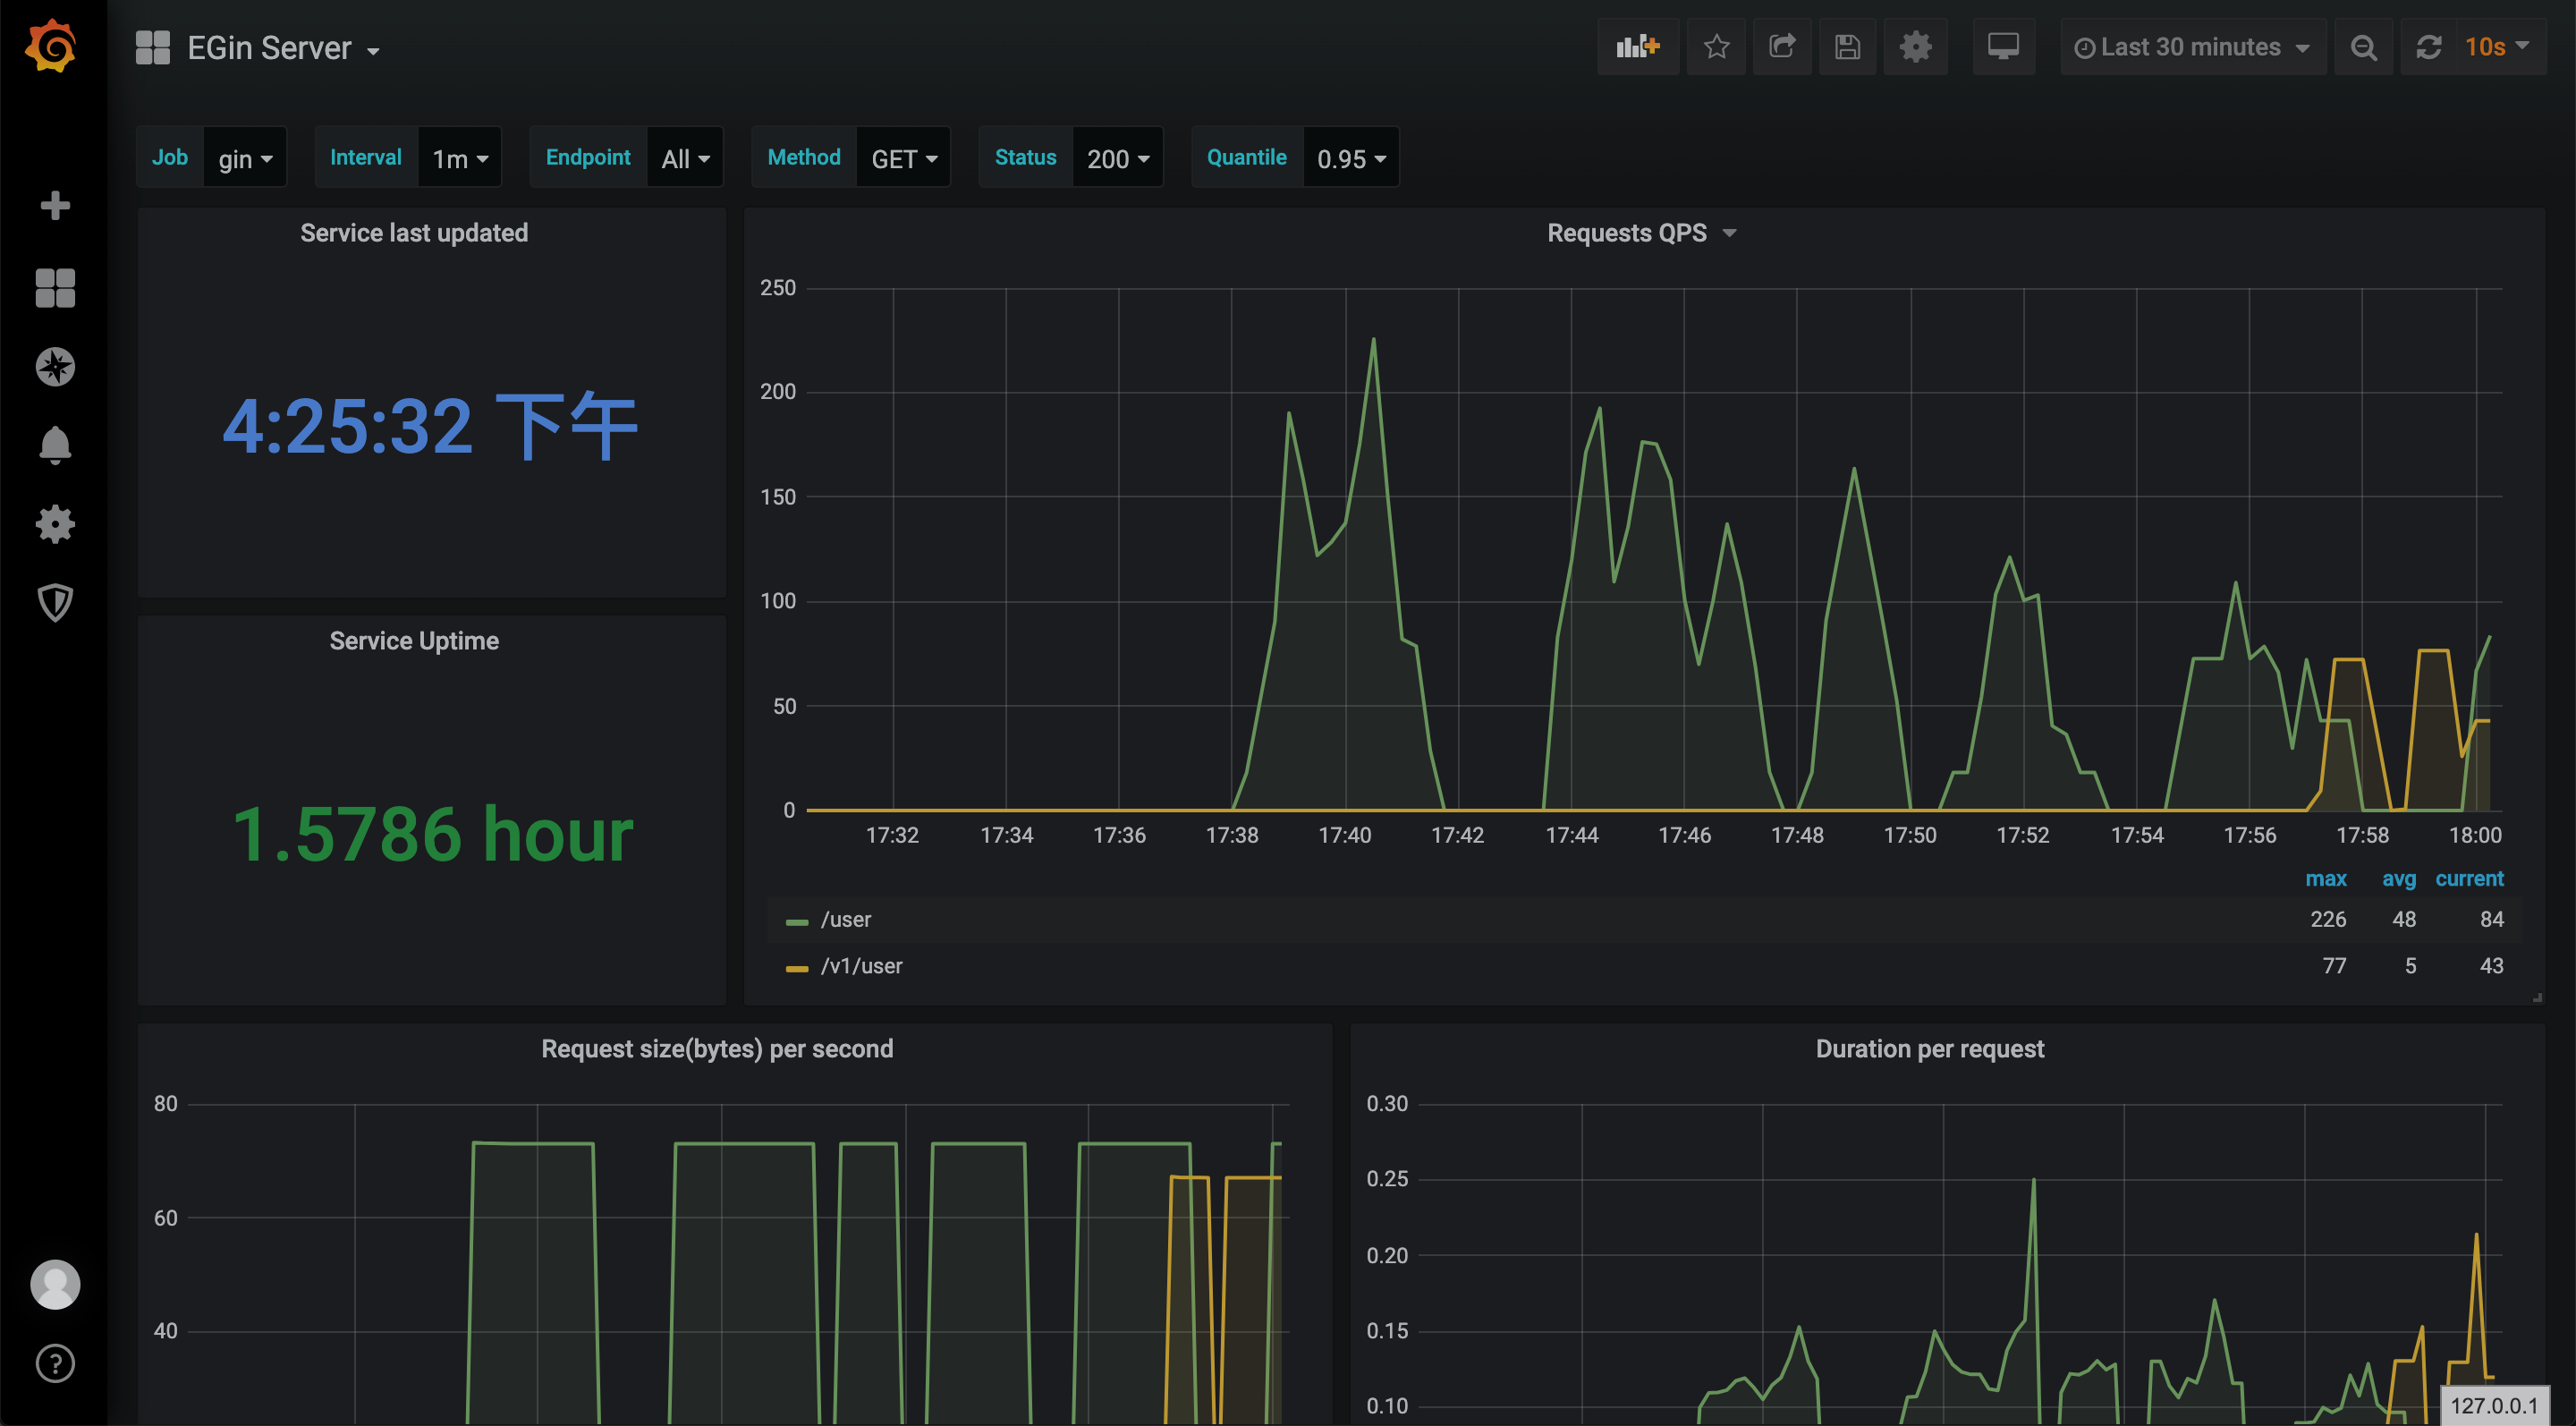 EGin Server
Last 30 minutes
10s
Job gin Interval 1m Endpoint All Method GET Status 200 Quantile 0.95
Service last updated
4:25:32 下午
Service Uptime
1.5786 hour
Requests QPS
250
200
150
100
50
0
17:32 17:34 17:36 17:38 17:40 17:42 17:44 17:46 17:48 17:50 17:52 17:54 17:56 17:58 18:00
max avg current
/user 226 48 84
/v1/user 77 5 43
Request size(bytes) per second
80
60
40
Duration per request
0.30
0.25
0.20
0.15
0.10
127.0.0.1